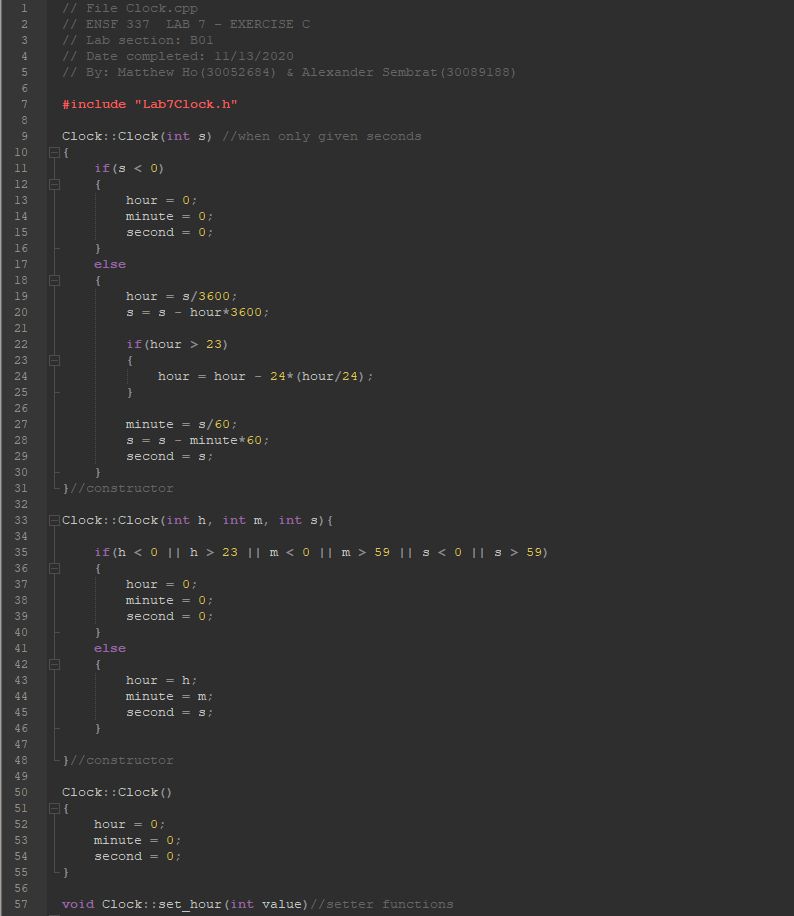 1 // File Clock.cpp
2 // ENSF 337  LAB 7 - EXERCISE C
3 // Lab section: B01
4 // Date completed: 11/13/2020
5 // By: Matthew Ho(30052684) & Alexander Sembrat(30089188)
6
7 #include "Lab7Clock.h"
8
9 Clock::Clock(int s) //when only given seconds
10 {
11     if(s < 0)
12     {
13         hour = 0;
14         minute = 0;
15         second = 0;
16     }
17     else
18     {
19         hour = s/3600;
20         s = s - hour*3600;
21
22         if(hour > 23)
23         {
24             hour = hour - 24*(hour/24);
25         }
26
27         minute = s/60;
28         s = s - minute*60;
29         second = s;
30     }
31 }//constructor
32
33 Clock::Clock(int h, int m, int s){
34
35     if(h < 0 || h > 23 || m < 0 || m > 59 || s < 0 || s > 59)
36     {
37         hour = 0;
38         minute = 0;
39         second = 0;
40     }
41     else
42     {
43         hour = h;
44         minute = m;
45         second = s;
46     }
47
48 }//constructor
49
50 Clock::Clock()
51 {
52     hour = 0;
53     minute = 0;
54     second = 0;
55 }
56
57 void Clock::set_hour(int value)//setter functions